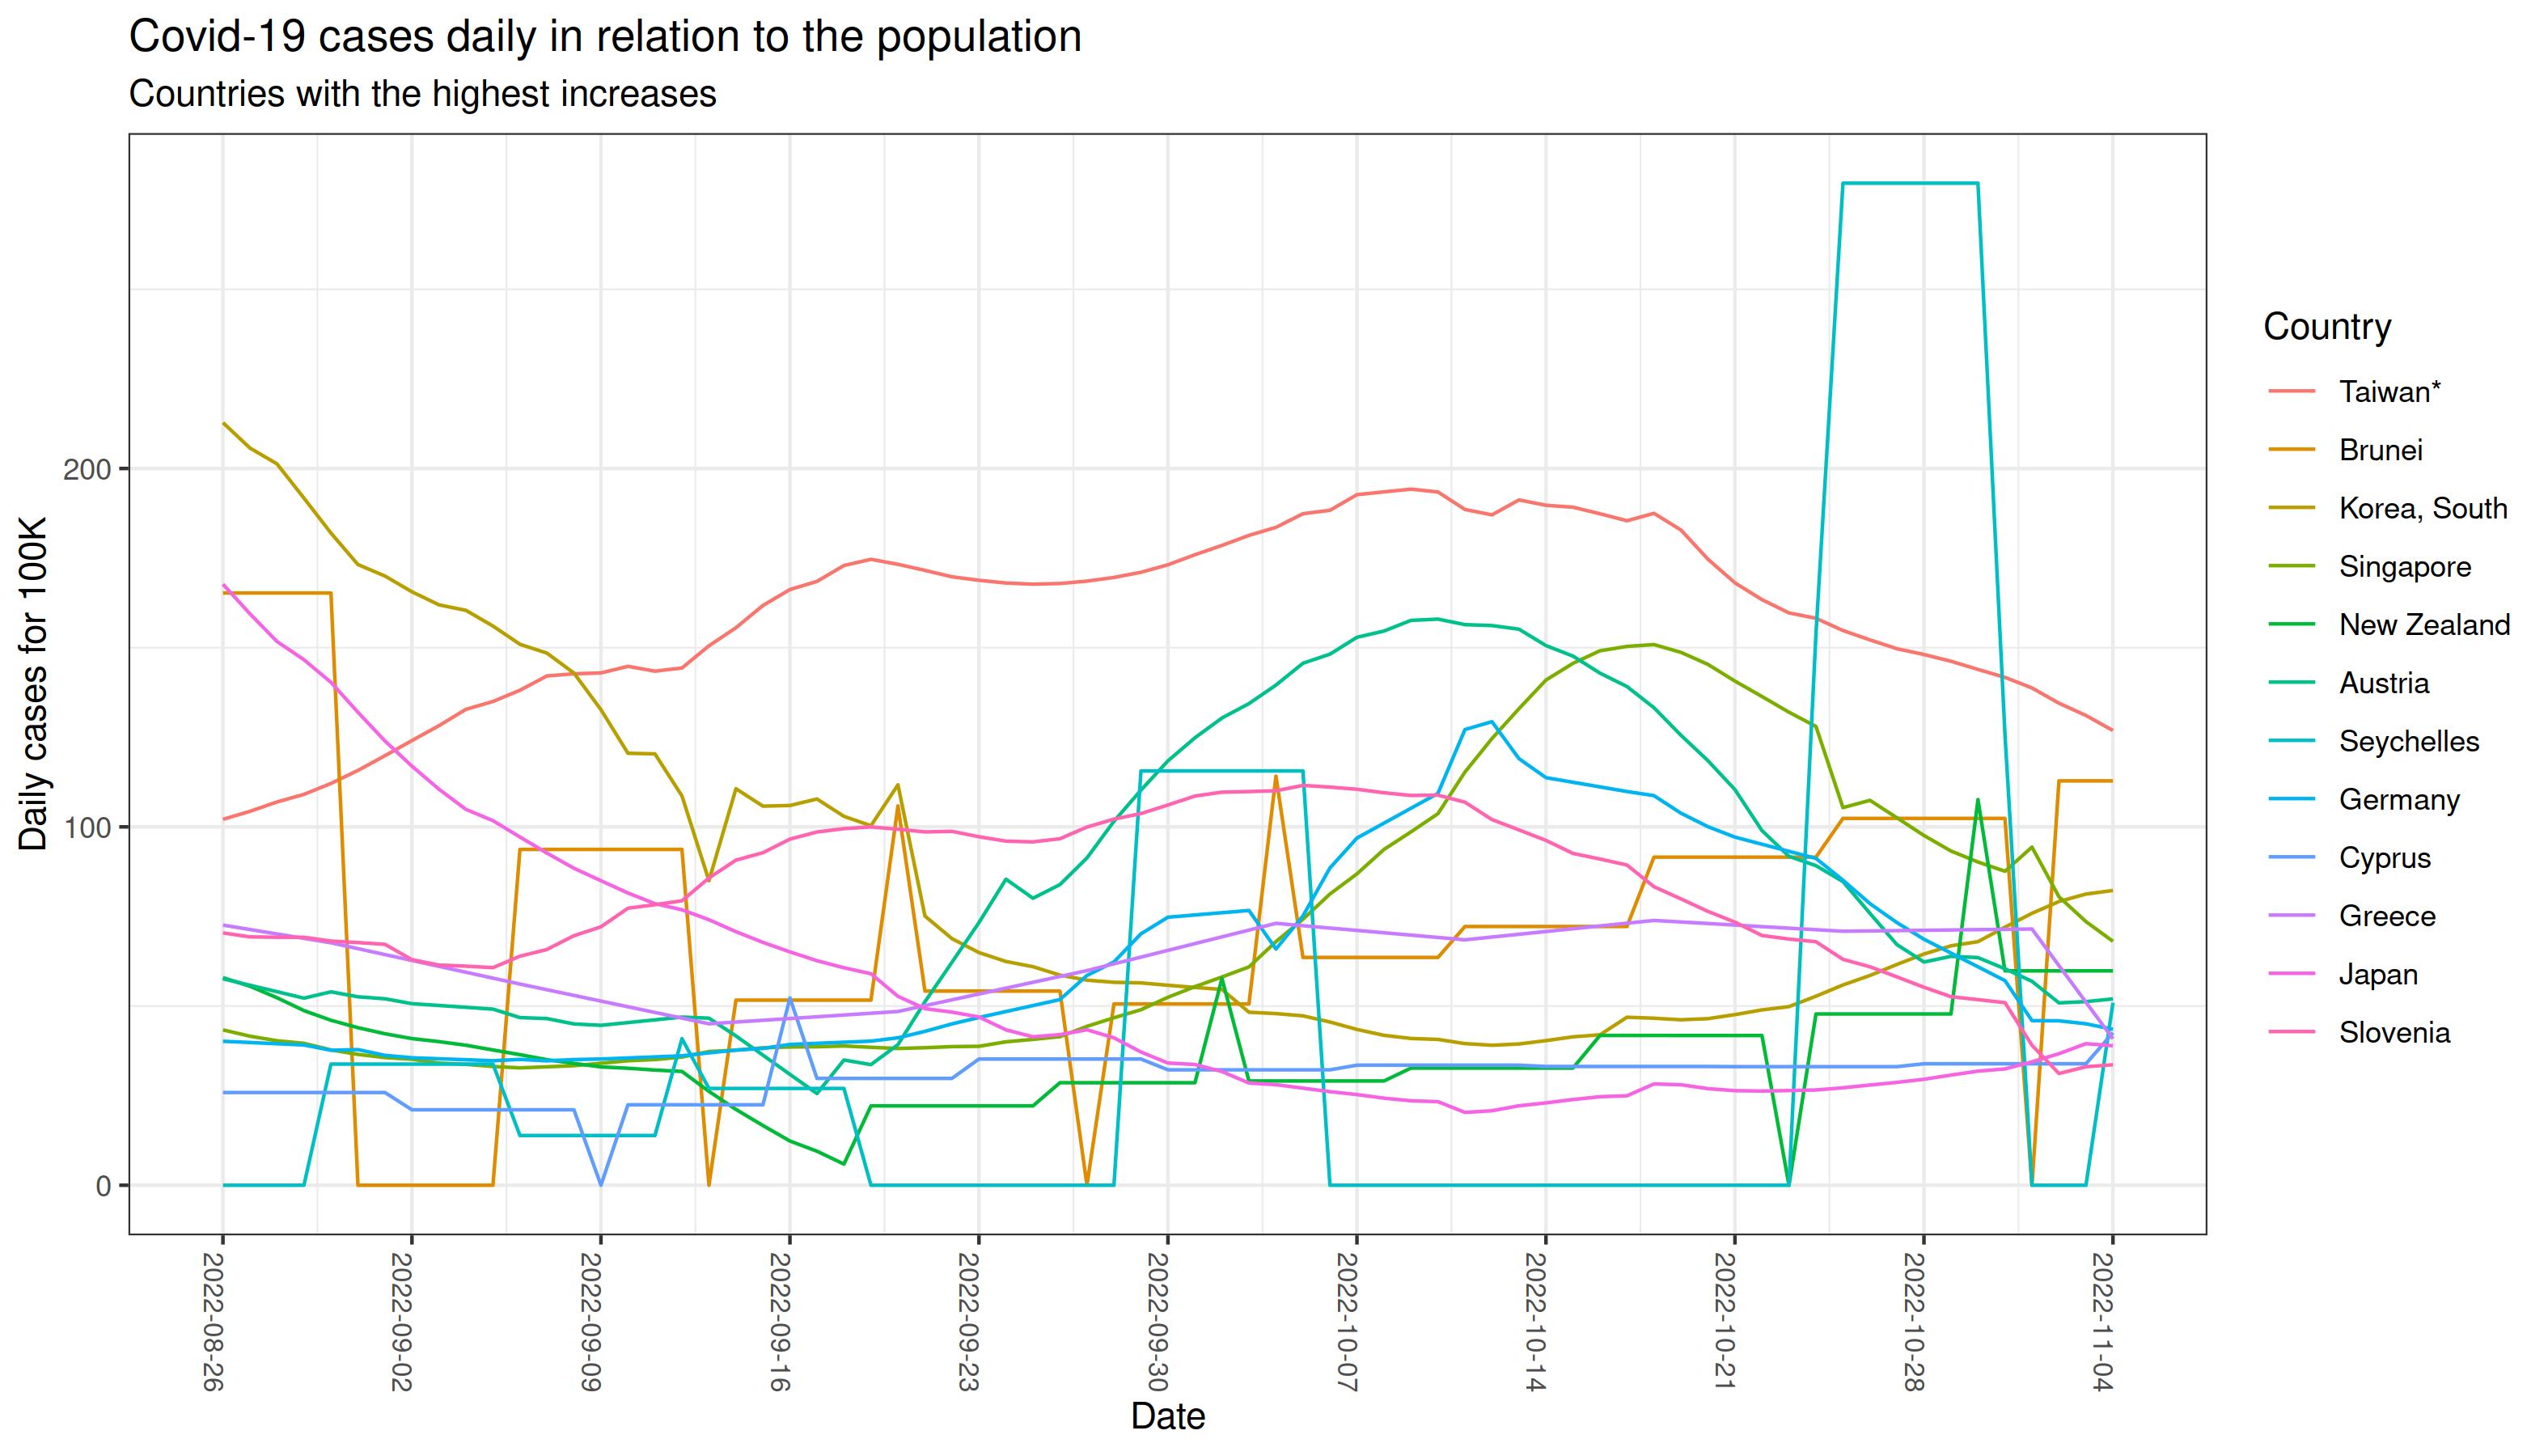 Covid-19 cases daily in relation to the population
Countries with the highest increases
Daily cases for 100K
200
100
0
2022-08-26
2022-09-02
2022-09-09
2022-09-16
2022-09-23
2022-09-30
2022-10-07
2022-10-14
2022-10-21
2022-10-28
2022-11-04
Date
Country
Taiwan*
Brunei
Korea, South
Singapore
New Zealand
Austria
Seychelles
Germany
Cyprus
Greece
Japan
Slovenia